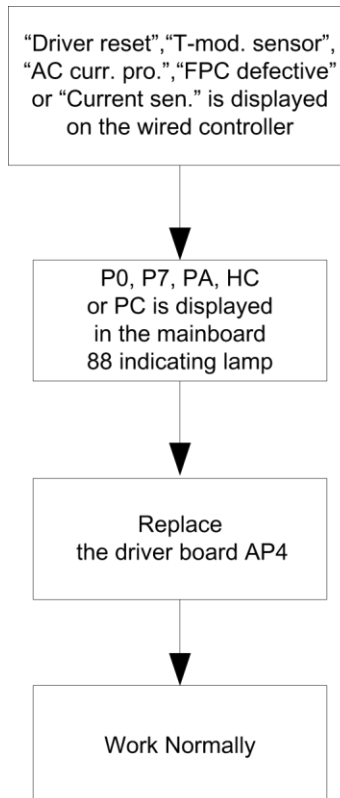 “Driver reset”,“T-mod. sensor”,
“AC curr. pro.”,“FPC defective”
or “Current sen.” is displayed
on the wired controller
P0, P7, PA, HC
or PC is displayed
in the mainboard
88 indicating lamp
Replace
the driver board AP4
Work Normally